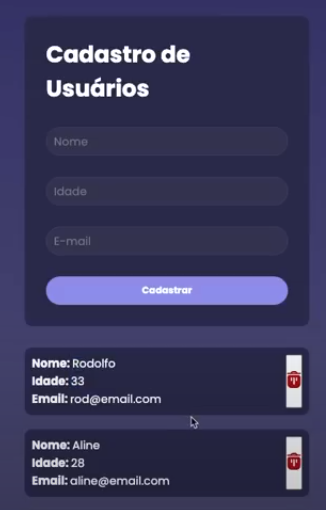 Cadastro de
Usuários
Nome
Idade
E-mail
Cadastrar
Nome: Rodolfo
Idade: 33
Email: rod@email.com
Nome: Aline
Idade: 28
Email: aline@email.com